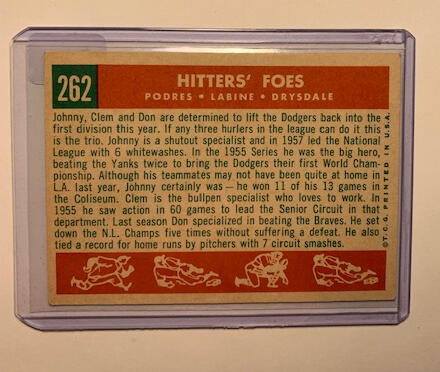 262
HITTERS' FOES
PODRES • LABINE • DRYSDALE
Johnny, Clem and Don are determined to lift the Dodgers back into the
first division this year. If any three hurlers in the league can do it this
is the trio. Johnny is a shutout specialist and in 1957 led the National
League with 6 whitewashes. In the 1955 Series he was the big hero,
beating the Yanks twice to bring the Dodgers their first World Cham-
pionship. Although his teammates may not have been quite at home in
L.A. last year, Johnny certainly was — he won 11 of his 13 games in
the Coliseum. Clem is the bullpen specialist who loves to work. In
1955 he saw action in 60 games to lead the Senior Circuit in that
department. Last season Don specialized in beating the Braves. He set
down the N.L. Champs five times without suffering a defeat. He also
tied a record for home runs by pitchers with 7 circuit smashes.
©T.C.G. PRINTED IN U.S.A.